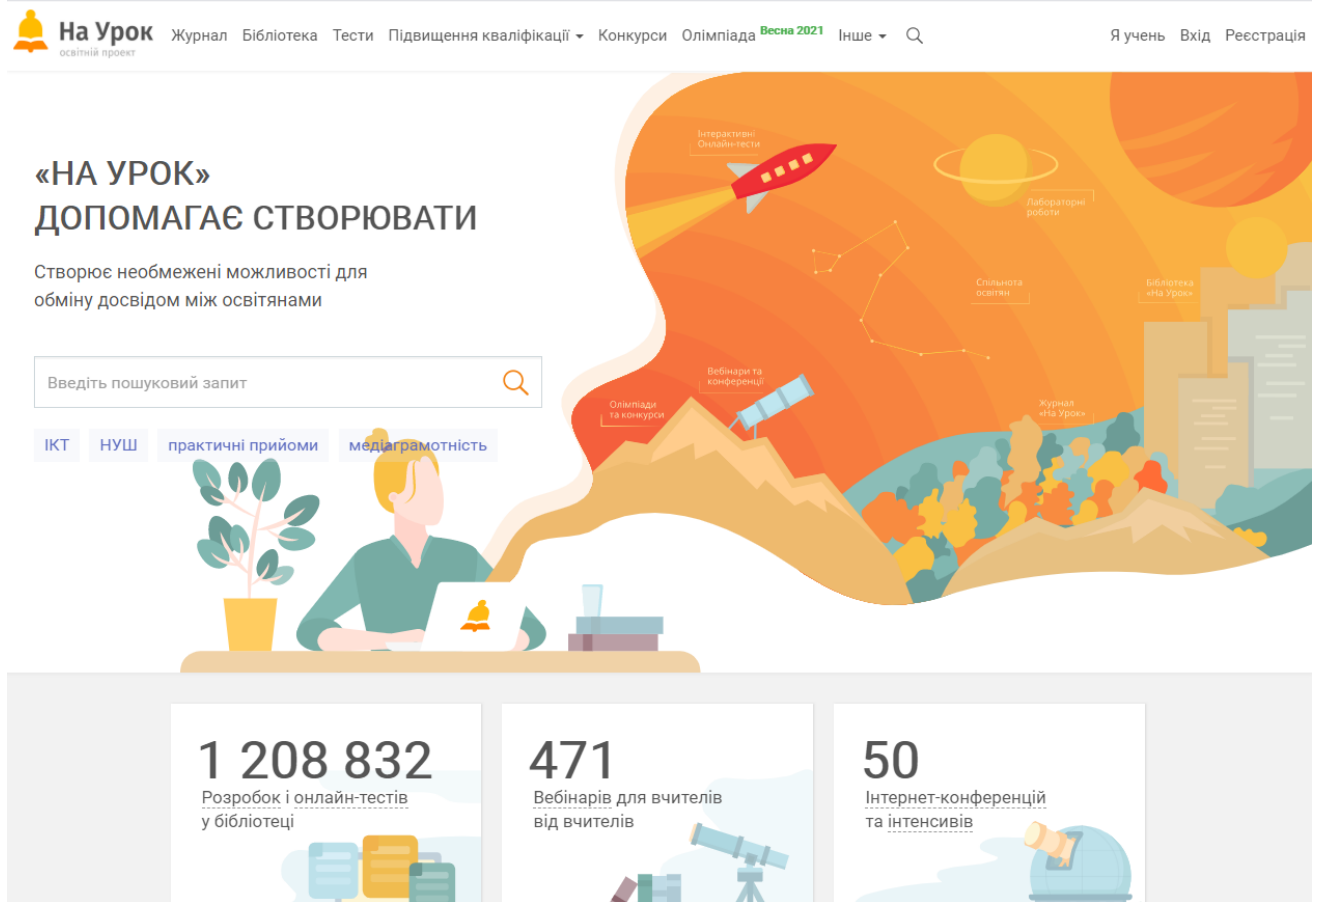 На Урок
освітній проект
Журнал Бібліотека Тести Підвищення кваліфікації Конкурси Олімпіада Весна 2021 Інше
Я учень Вхід Реєстрація
«НА УРОК»
ДОПОМАГАЄ СТВОРЮВАТИ
Створює необмежені можливості для
обміну досвідом між освітянами
Введіть пошуковий запит
ІКТ НУШ практичні прийоми медіаграмотність
Інтерактивні
Онлайн-тести
Лабораторні
роботи
Спільнота
освітян
Бібліотека
«На Урок»
Вебінари та
конференції
Олімпіади
та конкурси
Журнал
«На Урок»
1 208 832
Розробок і онлайн-тестів
у бібліотеці
471
Вебінарів для вчителів
від вчителів
50
Інтернет-конференцій
та інтенсивів